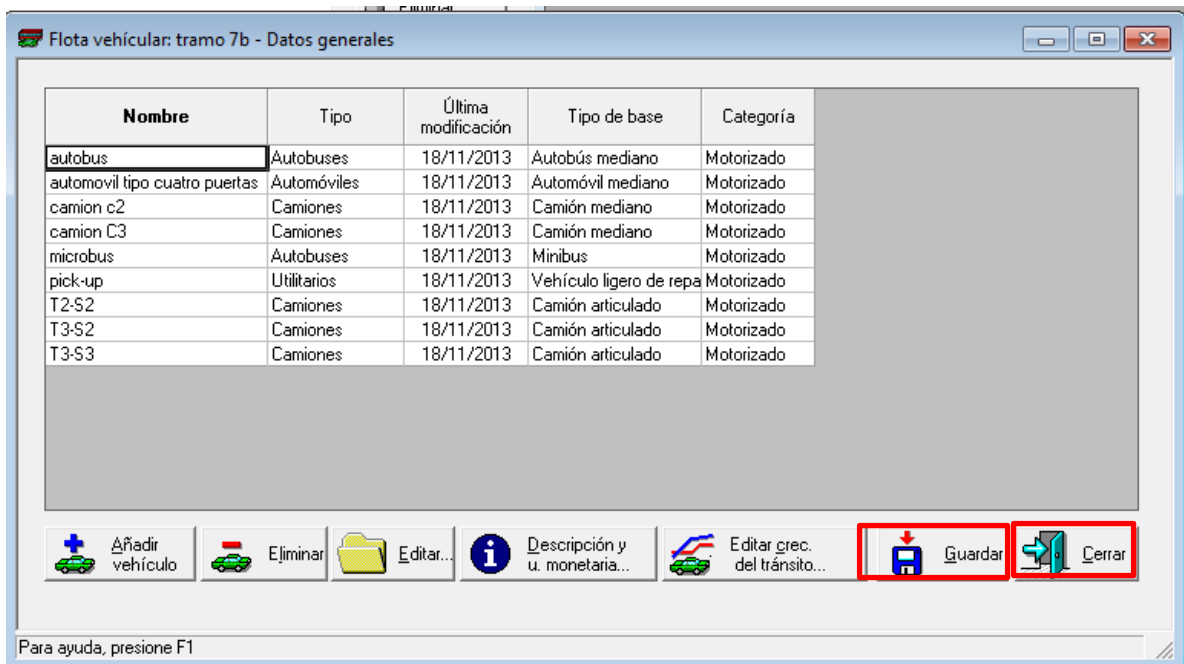 Eliminar
Flota vehícular: tramo 7b - Datos generales
Nombre Tipo Última modificación Tipo de base Categoría
autobus Autobuses 18/11/2013 Autobús mediano Motorizado
automovil tipo cuatro puertas Automóviles 18/11/2013 Automóvil mediano Motorizado
camion c2 Camiones 18/11/2013 Camión mediano Motorizado
camion C3 Camiones 18/11/2013 Camión mediano Motorizado
microbus Autobuses 18/11/2013 Minibus Motorizado
pick-up Utilitarios 18/11/2013 Vehículo ligero de repa Motorizado
T2-S2 Camiones 18/11/2013 Camión articulado Motorizado
T3-S2 Camiones 18/11/2013 Camión articulado Motorizado
T3-S3 Camiones 18/11/2013 Camión articulado Motorizado
Añadir vehículo
Eliminar
Editar...
Descripción y u. monetaria...
Editar crec. del tránsito...
Guardar
Cerrar
Para ayuda, presione F1